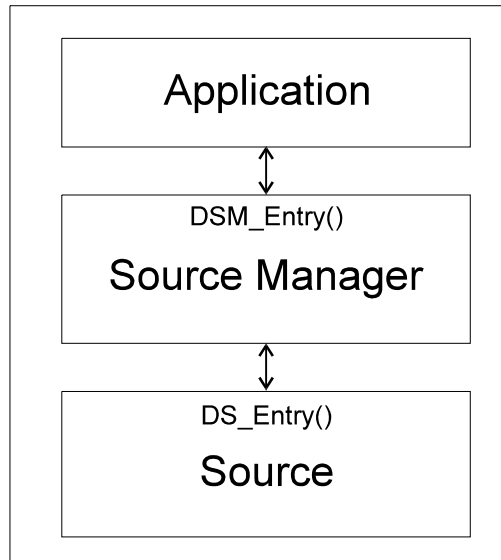 Application
DSM_Entry()
Source Manager
DS_Entry()
Source